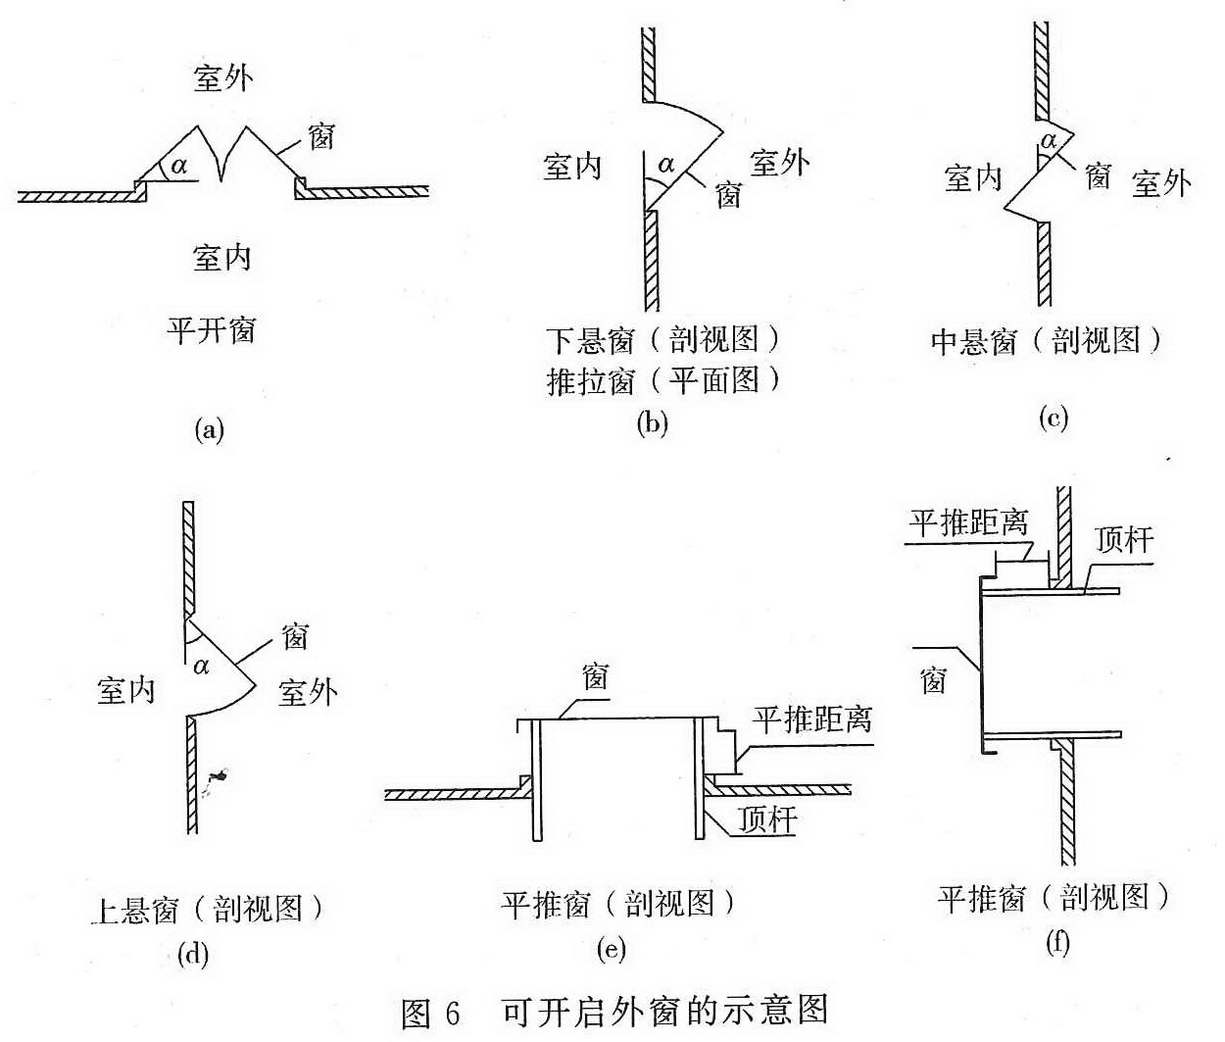 室外
窗
α
室内
平开窗
(a)
室内
α
室外
窗
下悬窗（剖视图）
推拉窗（平面图）
(b)
α
室内
窗
室外
中悬窗（剖视图）
(c)
窗
α
室内
室外
上悬窗（剖视图）
(d)
窗
平推距离
顶杆
平推窗（剖视图）
(e)
平推距离
顶杆
窗
平推窗（剖视图）
(f)
图 6 可开启外窗的示意图